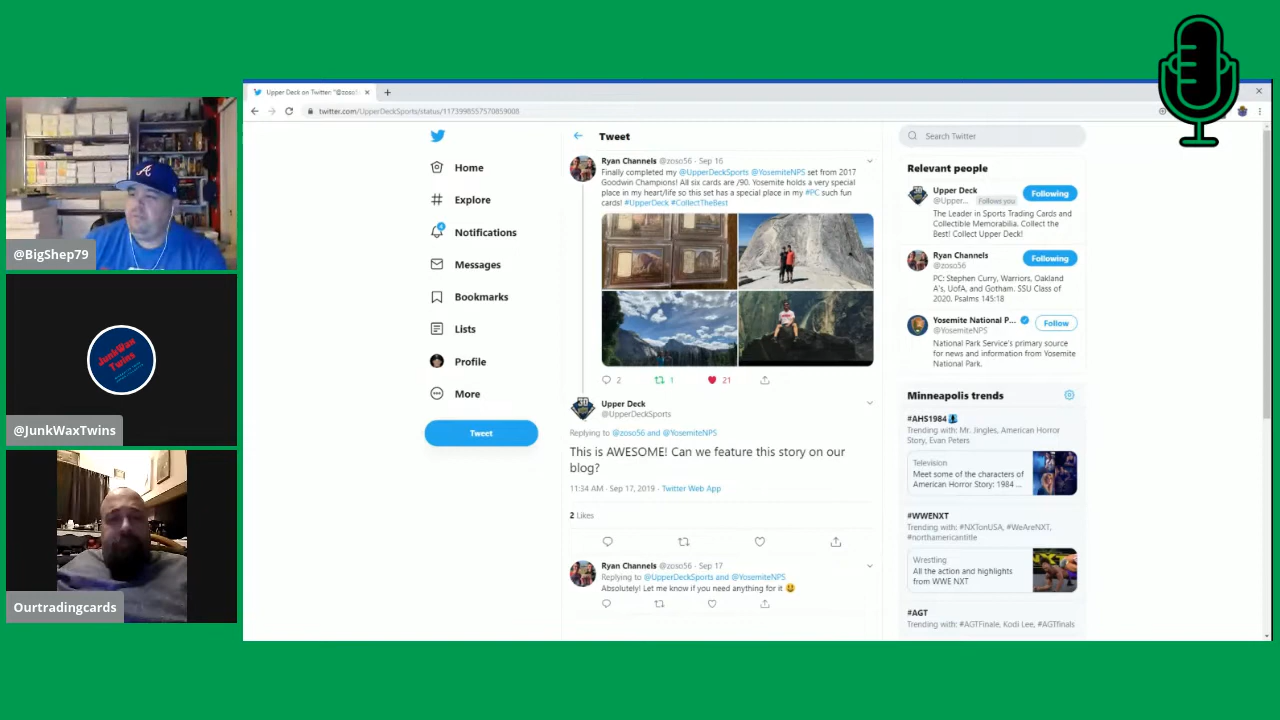 Upper Deck on Twitter: "@zoso5
twitter.com/UpperDeckSports/status/1173998557570859008
@BigShep79
JunkWax
Twins
@JunkWaxTwins
Ourtradingcards
Home
Explore
Notifications
Messages
Bookmarks
Lists
Profile
More
Tweet
Tweet
Ryan Channels @zoso56 · Sep 16
Finally completed my @UpperDeckSports @YosemiteNPS set from 2017
Goodwin Champions! All six cards are /90. Yosemite holds a very special
place in my heart/life so this set has a special place in my #PC such fun
cards! #UpperDeck #CollectTheBest
2 1 21
Upper Deck
@UpperDeckSports
Replying to @zoso56 and @YosemiteNPS
This is AWESOME! Can we feature this story on our
blog?
11:34 AM · Sep 17, 2019 · Twitter Web App
2 Likes
Ryan Channels @zoso56 · Sep 17
Replying to @UpperDeckSports and @YosemiteNPS
Absolutely! Let me know if you need anything for it 😃
Search Twitter
Relevant people
Upper Deck
@Upper... Follows you
Following
The Leader in Sports Trading Cards and
Collectible Memorabilia. Collect the
Best! Collect Upper Deck!
Ryan Channels
@zoso56
Following
PC: Stephen Curry, Warriors, Oakland
A's, UofA, and Gotham. SSU Class of
2020. Psalms 145:18
Yosemite National P...
@YosemiteNPS
Follow
National Park Service's primary source
for news and information from Yosemite
National Park.
Minneapolis trends
#AHS1984
Trending with: Mr. Jingles, American Horror
Story, Evan Peters
Television
Meet some of the characters of
American Horror Story: 1984 ...
#WWENXT
Trending with: #NXTonUSA, #WeAreNXT,
#northamericantitle
Wrestling
All the action and highlights
from WWE NXT
#AGT
Trending with: #AGTFinale, Kodi Lee, #AGTfinals